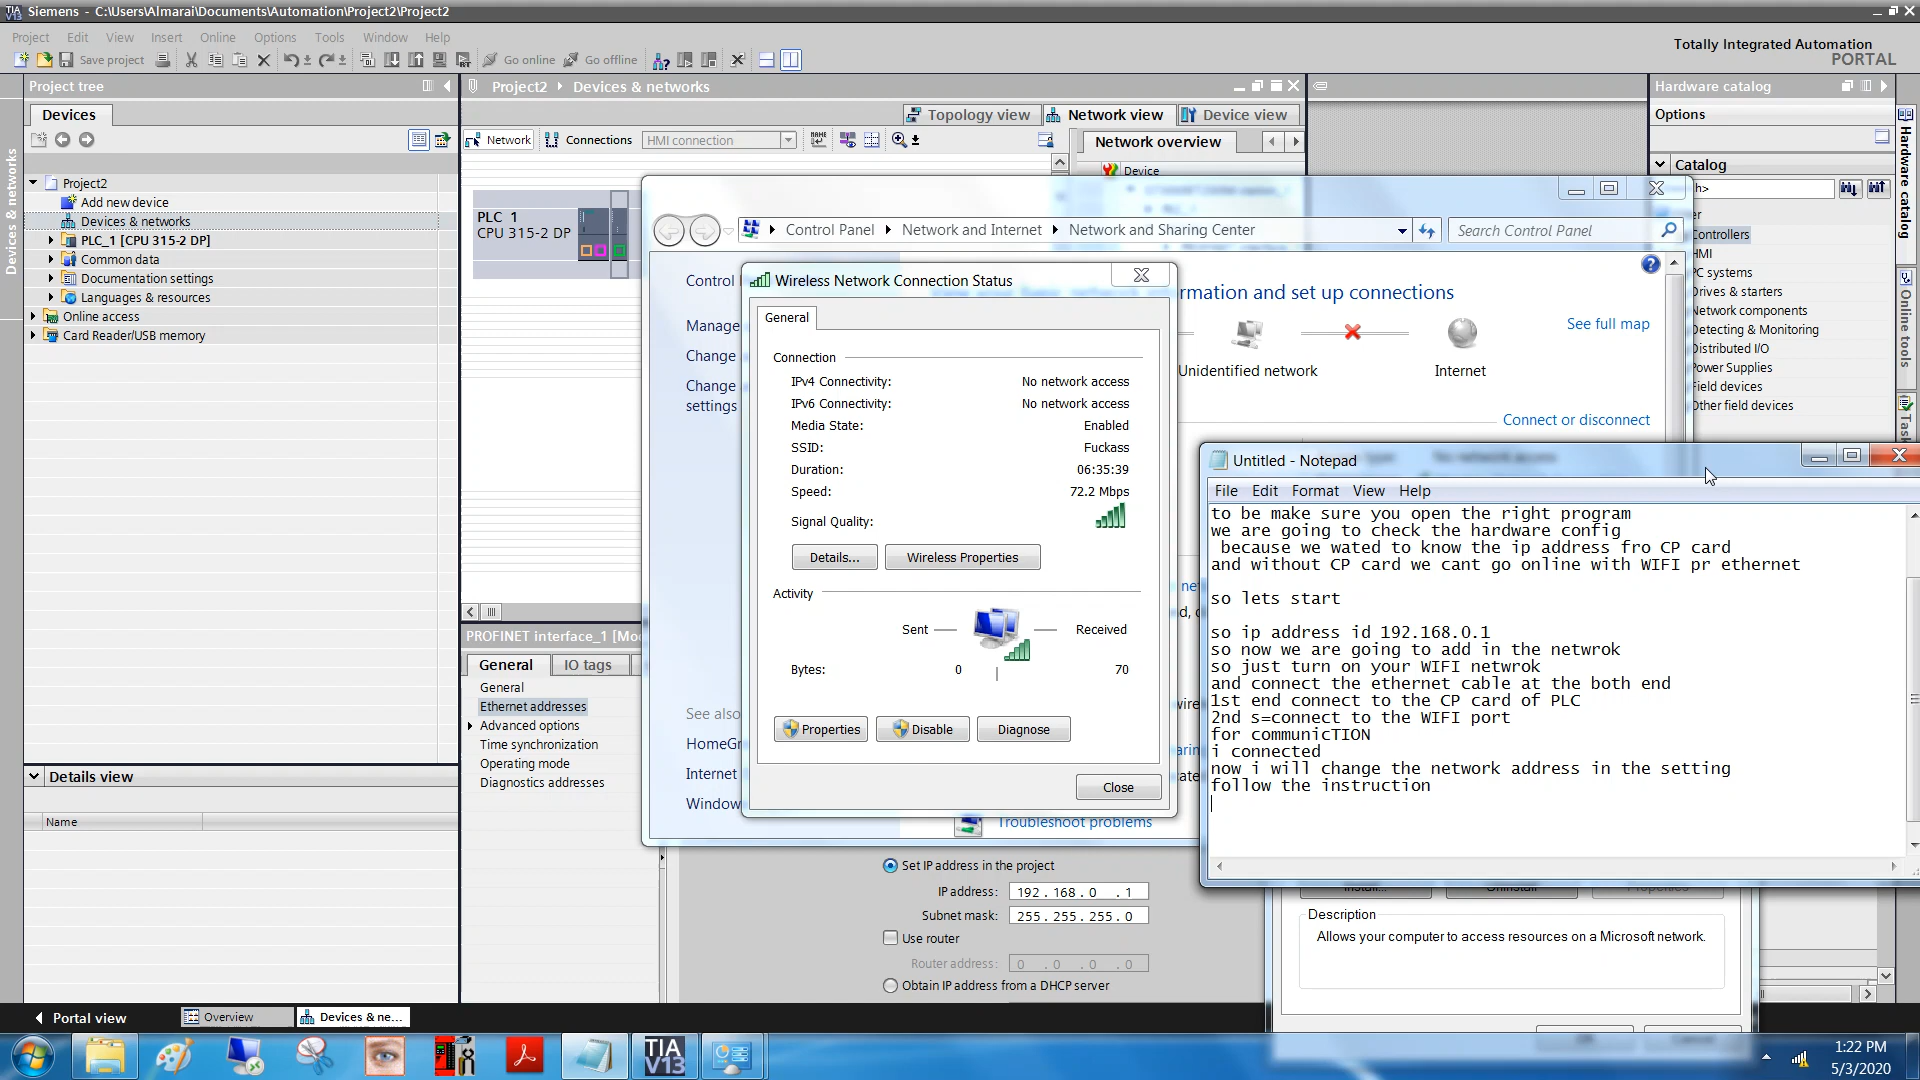 Siemens - C:\Users\Almarai\Documents\Automation\Project2\Project2
Project Edit View Insert Online Options Tools Window Help
Totally Integrated Automation
PORTAL
Save project
Go online
Go offline
Project tree
Project2 Devices & networks
Hardware catalog
Devices
Topology view
Network view
Device view
Options
Network
Connections
HMI connection
Network overview
Device
Catalog
Project2
Add new device
Devices & networks
PLC_1 [CPU 315-2 DP]
Common data
Documentation settings
Languages & resources
Online access
Card Reader/USB memory
Details view
Name
Devices & networks
PLC_1
CPU 315-2 DP
Control Panel Network and Internet Network and Sharing Center
Search Control Panel
Control
Manage
Change
Change
settings
See also
HomeGr
Internet
Window
rmation and set up connections
See full map
Unidentified network
Internet
Connect or disconnect
Troubleshoot problems
Wireless Network Connection Status
General
Connection
IPv4 Connectivity: No network access
IPv6 Connectivity: No network access
Media State: Enabled
SSID: Fuckass
Duration: 06:35:39
Speed: 72.2 Mbps
Signal Quality:
Details...
Wireless Properties
Activity
Sent
Received
Bytes: 0 70
Properties
Disable
Diagnose
Close
Controllers
HMI
PC systems
Drives & starters
Network components
Detecting & Monitoring
Distributed I/O
Power Supplies
Field devices
Other field devices
Hardware catalog
Online tools
Untitled - Notepad
File Edit Format View Help
to be make sure you open the right program
we are going to check the hardware config
because we wated to know the ip address fro CP card
and without CP card we cant go online with WIFI pr ethernet
so lets start
so ip address id 192.168.0.1
so now we are going to add in the netwrok
so just turn on your WIFI netwrok
and connect the ethernet cable at the both end
1st end connect to the CP card of PLC
2nd s=connect to the WIFI port
for communicTION
i connected
now i will change the network address in the setting
follow the instruction
PROFINET interface_1 [Mod
General
IO tags
General
Ethernet addresses
Advanced options
Time synchronization
Operating mode
Diagnostics addresses
Set IP address in the project
IP address: 192 . 168 . 0 . 1
Subnet mask: 255 . 255 . 255 . 0
Use router
Router address: 0 . 0 . 0 . 0
Obtain IP address from a DHCP server
Description
Allows your computer to access resources on a Microsoft network.
Portal view
Overview
Devices & ne...
TIA
V13
1:22 PM
5/3/2020